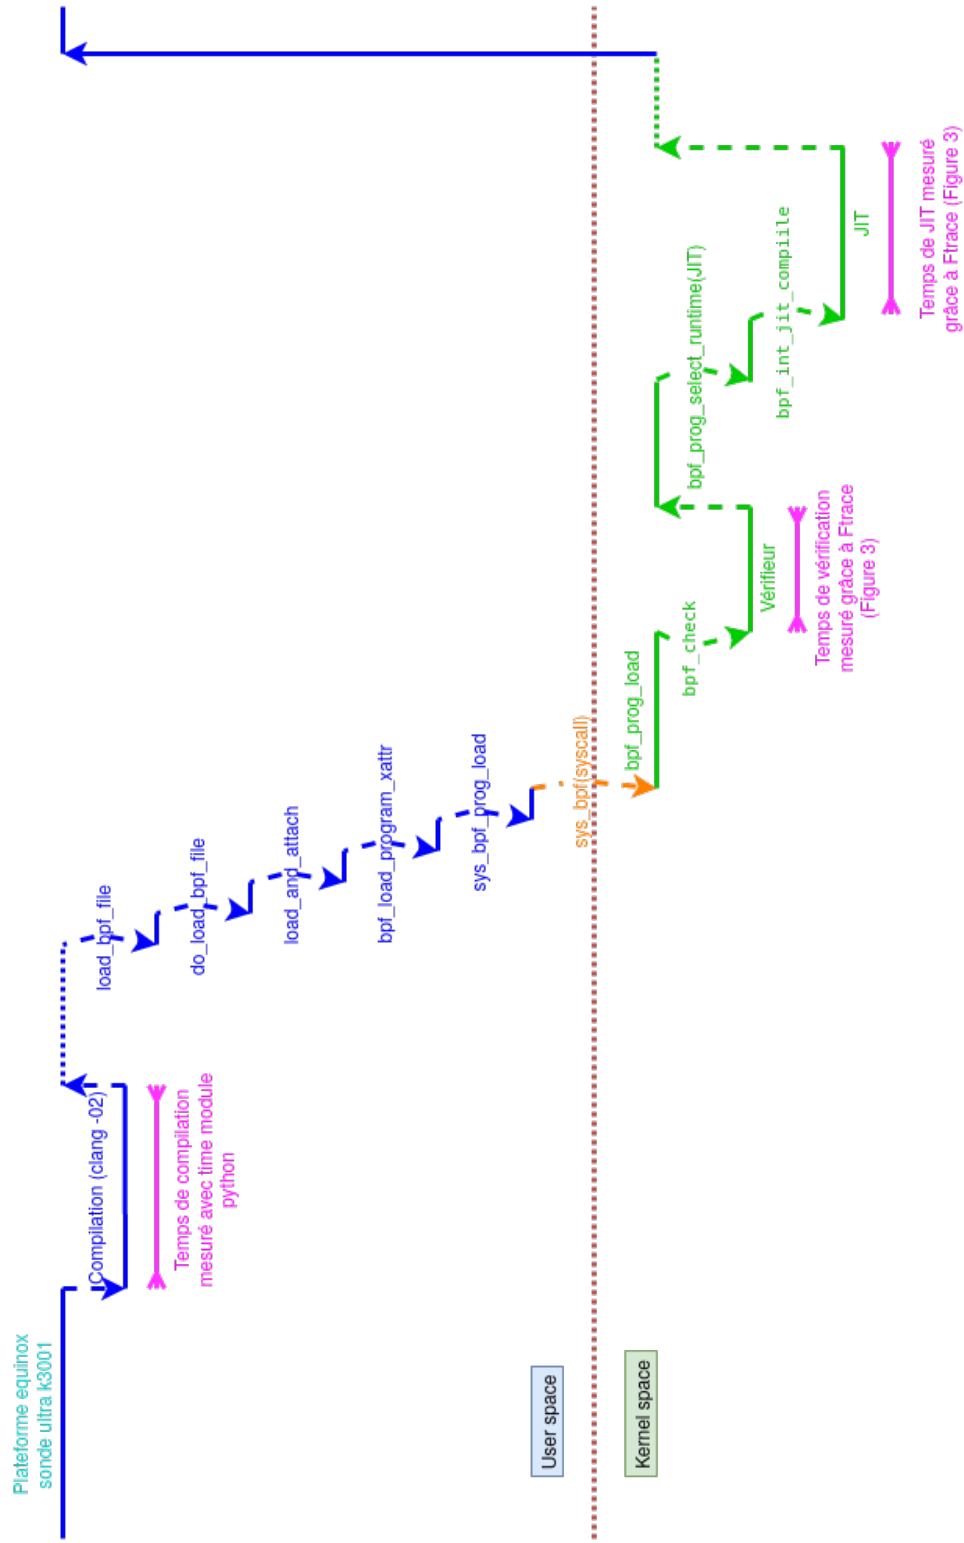 Plateforme equinox
sonde ultra k3001
Compilation (clang -02)
Temps de compilation
mesuré avec time module
python
load_bpf_file
do_load_bpf_file
load_and_attach
bpf_load_program_xattr
sys_bpf_prog_load
sys_bpf(syscall)
User space
Kernel space
bpf_prog_load
bpf_check
Vérifieur
Temps de vérification
mesuré grâce à Ftrace
(Figure 3)
bpf_prog_select_runtime(JIT)
bpf_int_jit_compiile
JIT
Temps de JIT mesuré
grâce à Ftrace (Figure 3)